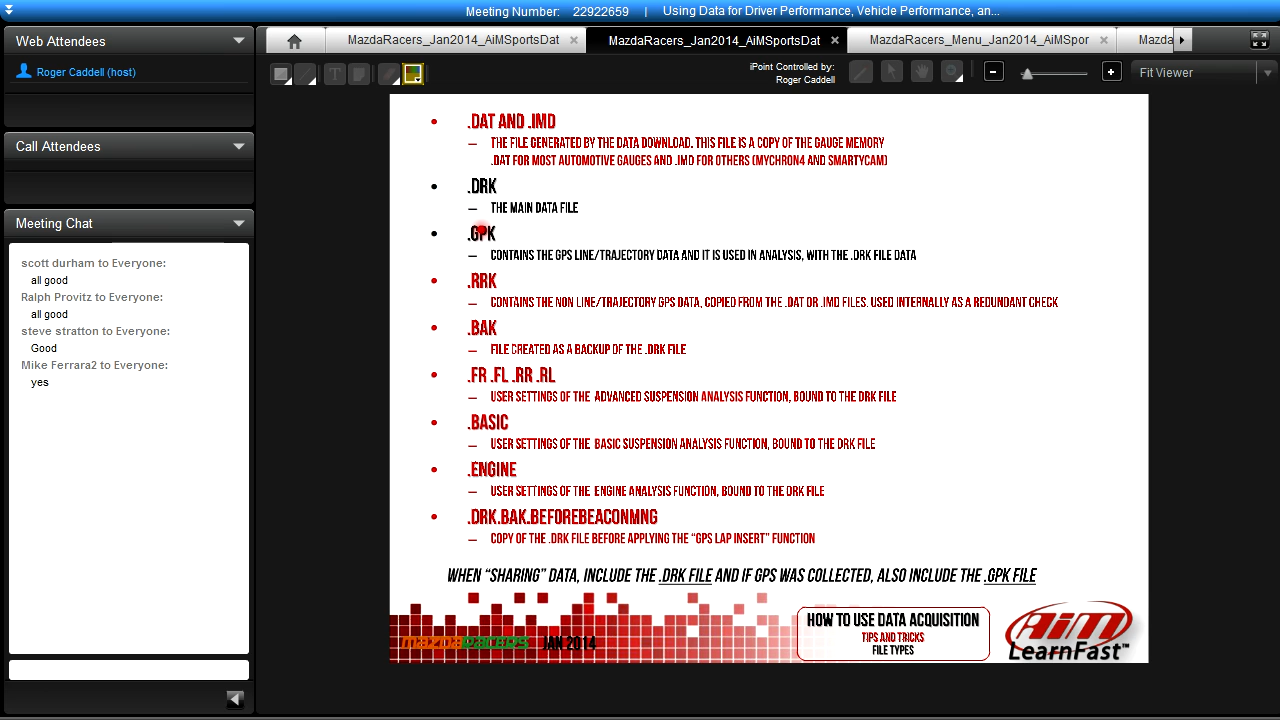 Meeting Number: 22922659 | Using Data for Driver Performance, Vehicle Performance, an...
Web Attendees
Roger Caddell (host)
Call Attendees
Meeting Chat
scott durham to Everyone:
all good
Ralph Provitz to Everyone:
all good
steve stratton to Everyone:
Good
Mike Ferrara2 to Everyone:
yes
MazdaRacers_Jan2014_AiMSportsDat
MazdaRacers_Jan2014_AiMSportsDat
MazdaRacers_Menu_Jan2014_AiMSpor
Mazda
iPoint Controlled by:
Roger Caddell
Fit Viewer
• .DAT AND .IMD
– THE FILE GENERATED BY THE DATA DOWNLOAD. THIS FILE IS A COPY OF THE GAUGE MEMORY
.DAT FOR MOST AUTOMOTIVE GAUGES AND .IMD FOR OTHERS (MYCHRON4 AND SMARTYCAM)
• .DRK
– THE MAIN DATA FILE
• .GPK
– CONTAINS THE GPS LINE/TRAJECTORY DATA AND IT IS USED IN ANALYSIS, WITH THE .DRK FILE DATA
• .RRK
– CONTAINS THE NON LINE/TRAJECTORY GPS DATA, COPIED FROM THE .DAT OR .IMD FILES. USED INTERNALLY AS A REDUNDANT CHECK
• .BAK
– FILE CREATED AS A BACKUP OF THE .DRK FILE
• .FR .FL .RR .RL
– USER SETTINGS OF THE ADVANCED SUSPENSION ANALYSIS FUNCTION, BOUND TO THE DRK FILE
• .BASIC
– USER SETTINGS OF THE BASIC SUSPENSION ANALYSIS FUNCTION, BOUND TO THE DRK FILE
• .ENGINE
– USER SETTINGS OF THE ENGINE ANALYSIS FUNCTION, BOUND TO THE DRK FILE
• .DRK.BAK.BEFOREBEACONMNG
– COPY OF THE .DRK FILE BEFORE APPLYING THE “GPS LAP INSERT” FUNCTION
WHEN “SHARING” DATA, INCLUDE THE .DRK FILE AND IF GPS WAS COLLECTED, ALSO INCLUDE THE .GPK FILE
mazdaracers JAN 2014
HOW TO USE DATA ACQUISITION
TIPS AND TRICKS
FILE TYPES
AiM
LearnFast™